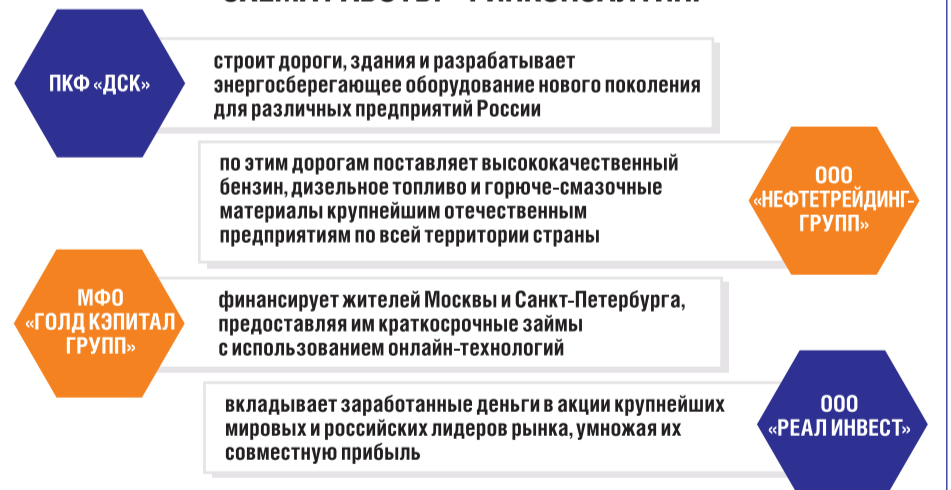 ПКФ «ДСК»
строит дороги, здания и разрабатывает
энергосберегающее оборудование нового поколения
для различных предприятий России
по этим дорогам поставляет высококачественный
бензин, дизельное топливо и горюче-смазочные
материалы крупнейшим отечественным
предприятиям по всей территории страны
ООО
«НЕФТЕТРЕЙДИНГ-
ГРУПП»
МФО
«ГОЛД КЭПИТАЛ
ГРУПП»
финансирует жителей Москвы и Санкт-Петербурга,
предоставляя им краткосрочные займы
с использованием онлайн-технологий
вкладывает заработанные деньги в акции крупнейших
мировых и российских лидеров рынка, умножая их
совместную прибыль
ООО
«РЕАЛ ИНВЕСТ»